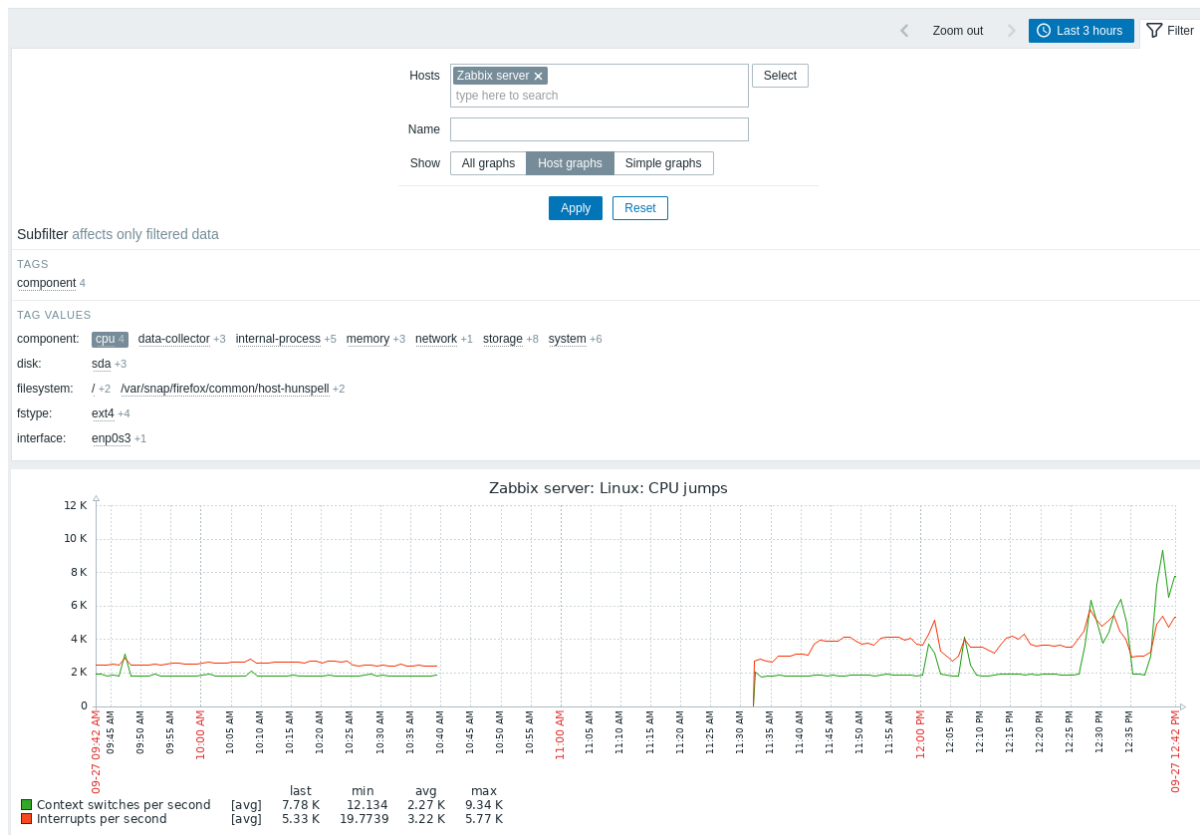 Zoom out Last 3 hours Filter
Hosts Zabbix server Select
type here to search
Name
Show All graphs Host graphs Simple graphs
Apply Reset
Subfilter affects only filtered data
TAGS
component 4
TAG VALUES
component: cpu 4 data-collector +3 internal-process +5 memory +3 network +1 storage +8 system +6
disk: sda +3
filesystem: / +2 /var/snap/firefox/common/host-hunspell +2
fstype: ext4 +4
interface: enp0s3 +1
Zabbix server: Linux: CPU jumps
12 K
10 K
8 K
6 K
4 K
2 K
0
09-27 09:42 AM 09:45 AM 09:50 AM 09:55 AM 10:00 AM 10:05 AM 10:10 AM 10:15 AM 10:20 AM 10:25 AM 10:30 AM 10:35 AM 10:40 AM 10:45 AM 10:50 AM 10:55 AM 11:00 AM 11:05 AM 11:10 AM 11:15 AM 11:20 AM 11:25 AM 11:30 AM 11:35 AM 11:40 AM 11:45 AM 11:50 AM 11:55 AM 12:00 PM 12:05 PM 12:10 PM 12:15 PM 12:20 PM 12:25 PM 12:30 PM 12:35 PM 09-27 12:42 PM
last min avg max
Context switches per second [avg] 7.78 K 12.134 2.27 K 9.34 K
Interrupts per second [avg] 5.33 K 19.7739 3.22 K 5.77 K